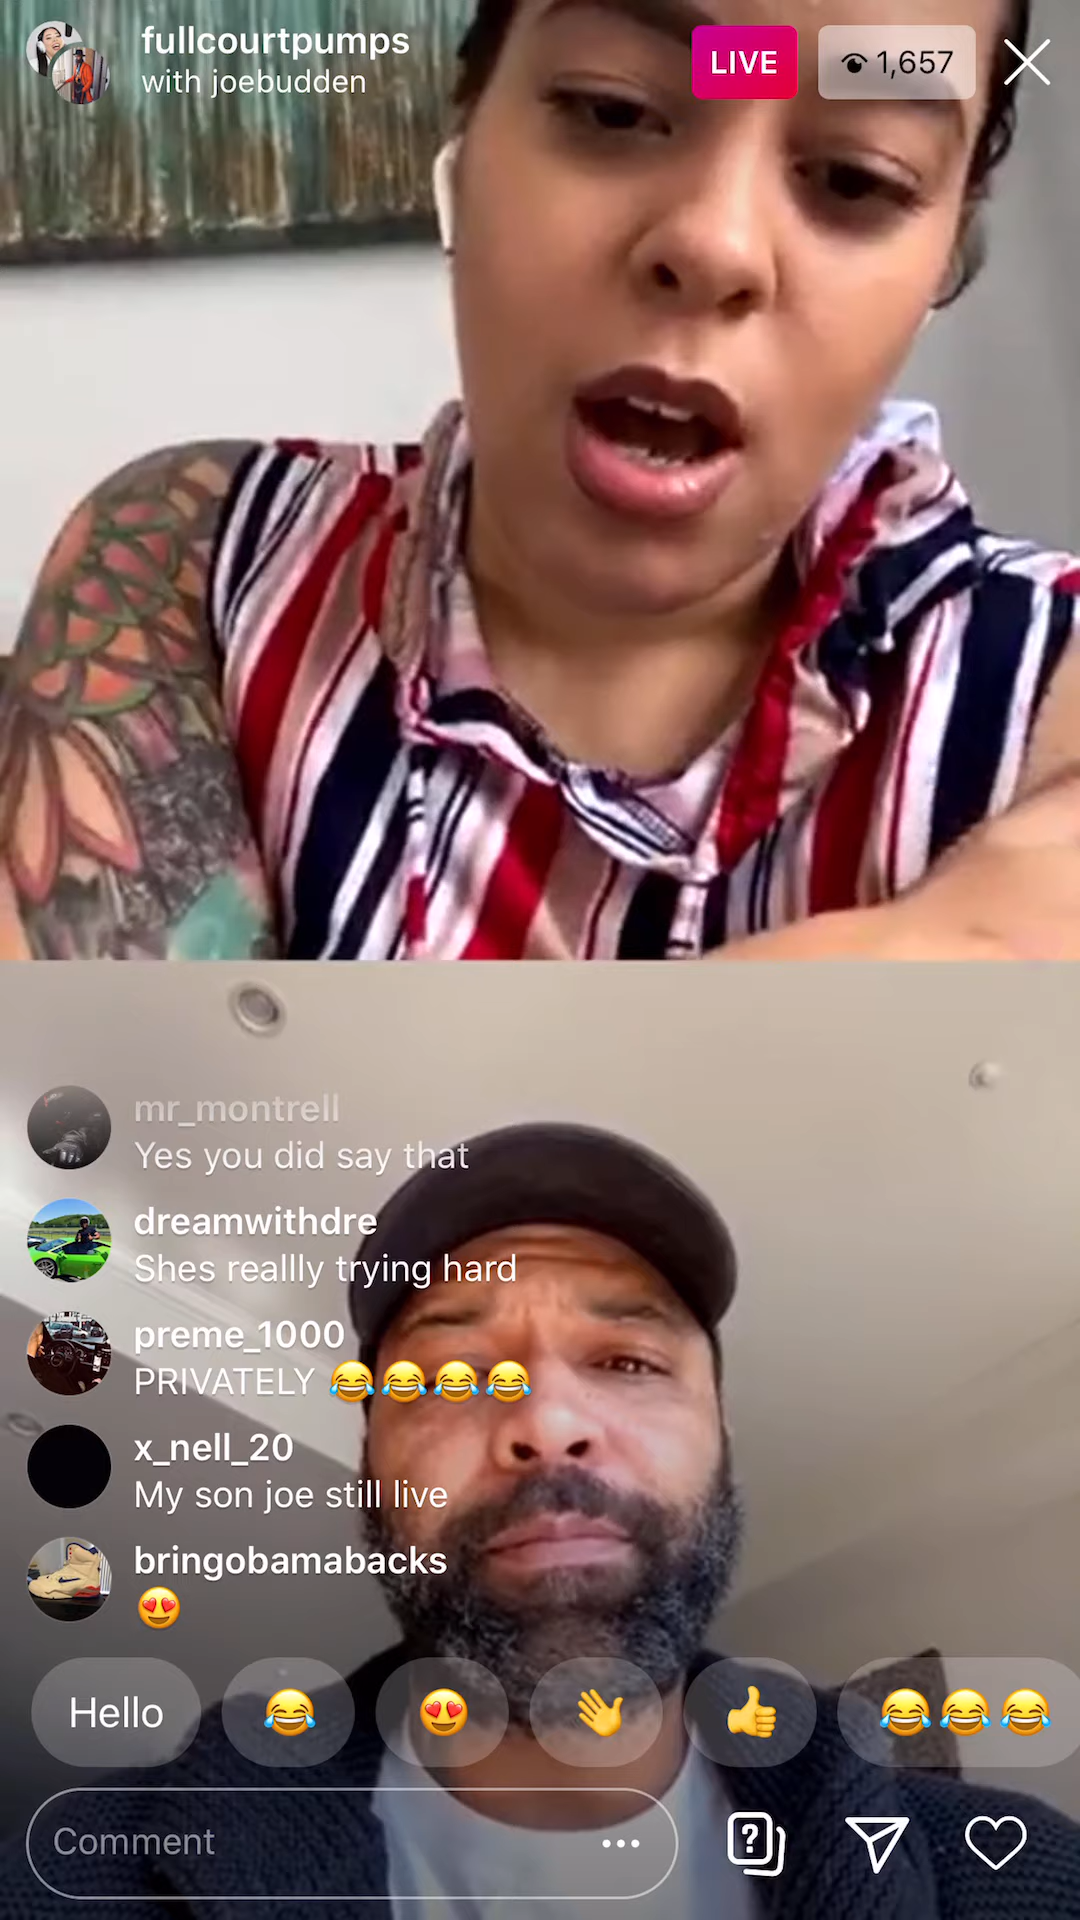 fullcourtpumps
with joebudden
LIVE
1,657
mr_montrell
Yes you did say that
dreamwithdre
Shes reallly trying hard
preme_1000
PRIVATELY 😂😂😂😂
x_nell_20
My son joe still live
bringobamabacks
😍
Hello 😂 😍 👋 👍 😂😂😂
Comment